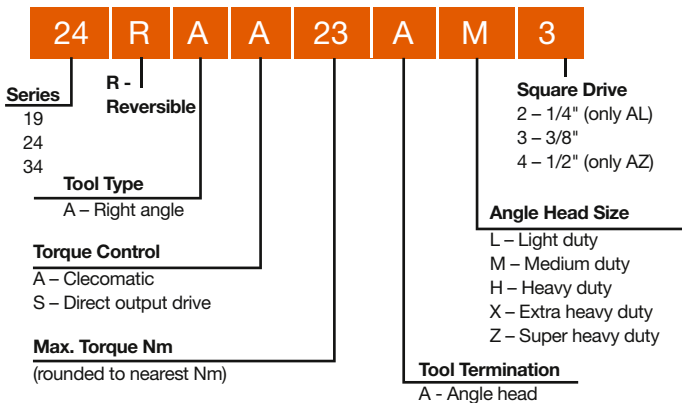 24 R A A 23 A M 3
Series
19
24
34
R -
Reversible
Tool Type
A – Right angle
Torque Control
A – Clecomatic
S – Direct output drive
Max. Torque Nm
(rounded to nearest Nm)
Square Drive
2 – 1/4" (only AL)
3 – 3/8"
4 – 1/2" (only AZ)
Angle Head Size
L – Light duty
M – Medium duty
H – Heavy duty
X – Extra heavy duty
Z – Super heavy duty
Tool Termination
A - Angle head